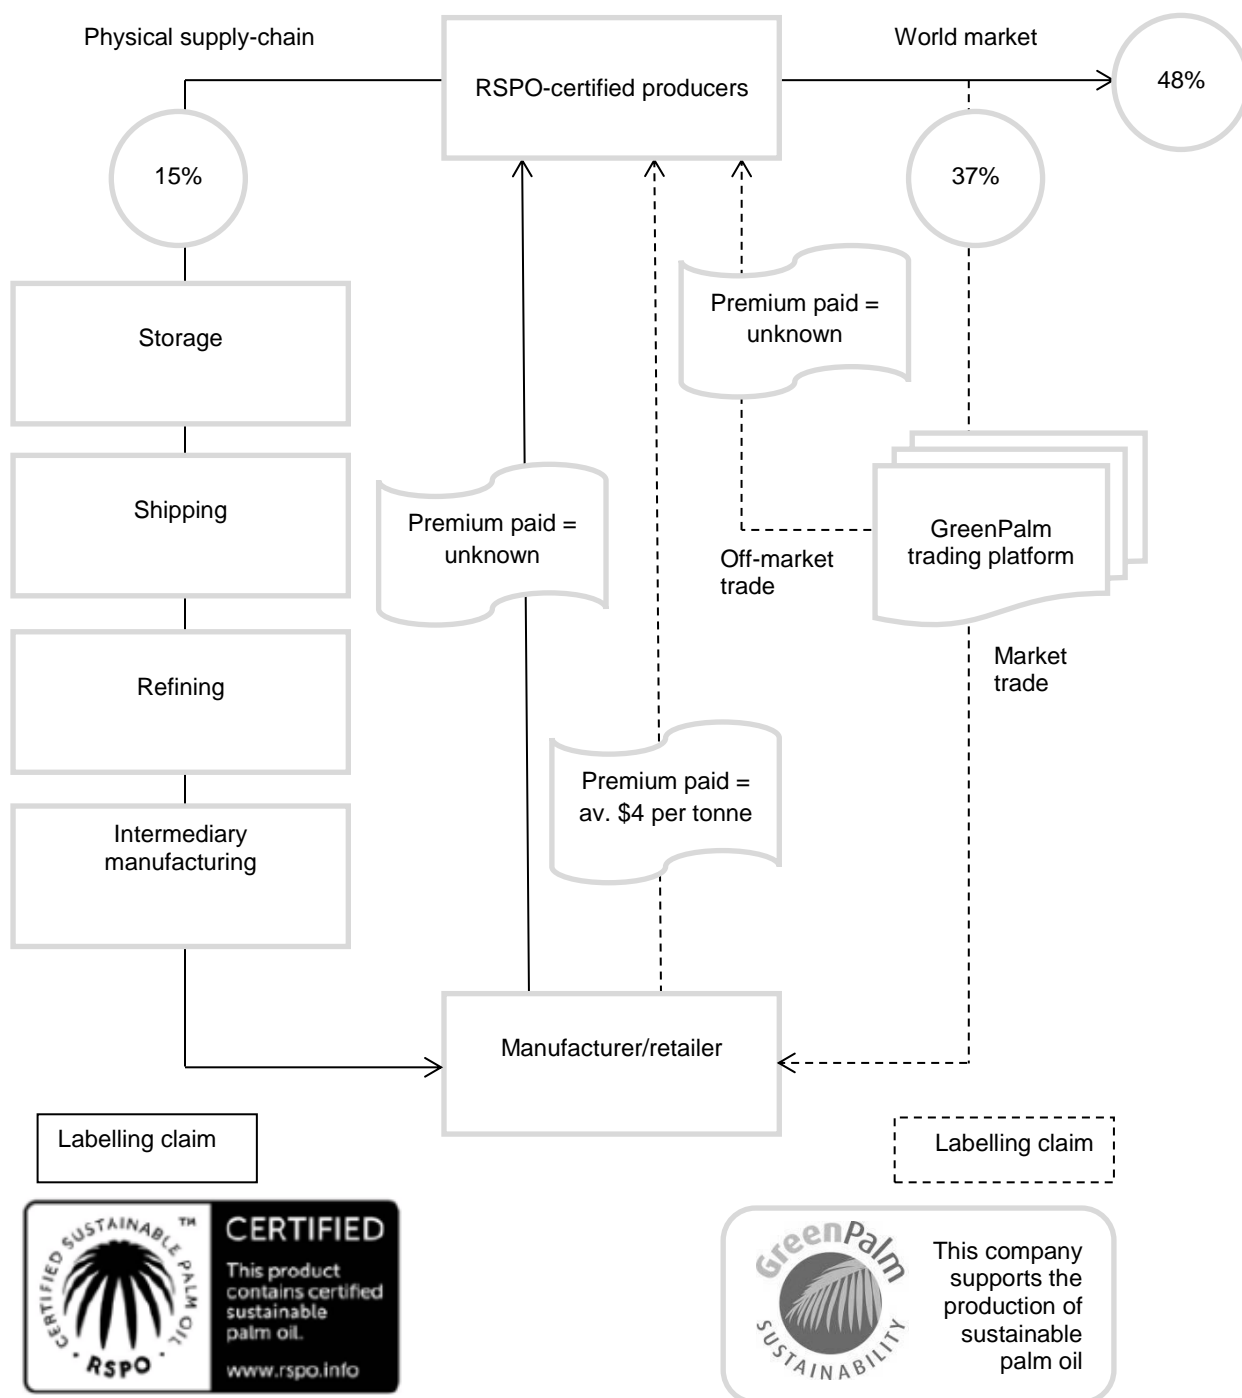 Physical supply-chain
World market
RSPO-certified producers
48%
15%
37%
Premium paid =
unknown
Storage
Shipping
Premium paid =
unknown
Off-market
trade
GreenPalm
trading platform
Market
trade
Refining
Premium paid =
av. $4 per tonne
Intermediary
manufacturing
Manufacturer/retailer
Labelling claim
Labelling claim
CERTIFIED SUSTAINABLE PALM OIL ™
RSPO
CERTIFIED
This product
contains certified
sustainable
palm oil.
www.rspo.info
GreenPalm
SUSTAINABILITY
This company
supports the
production of
sustainable
palm oil